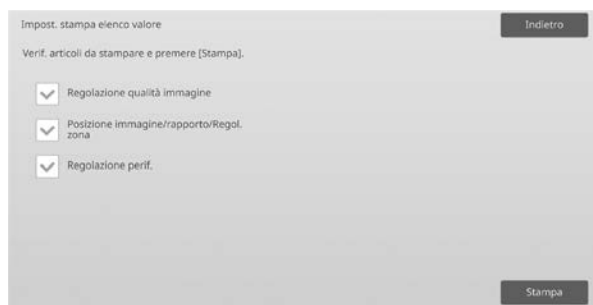 Impost. stampa elenco valore
Indietro
Verif. articoli da stampare e premere [Stampa].
Regolazione qualità immagine
Posizione immagine/rapporto/Regol.
zona
Regolazione perif.
Stampa